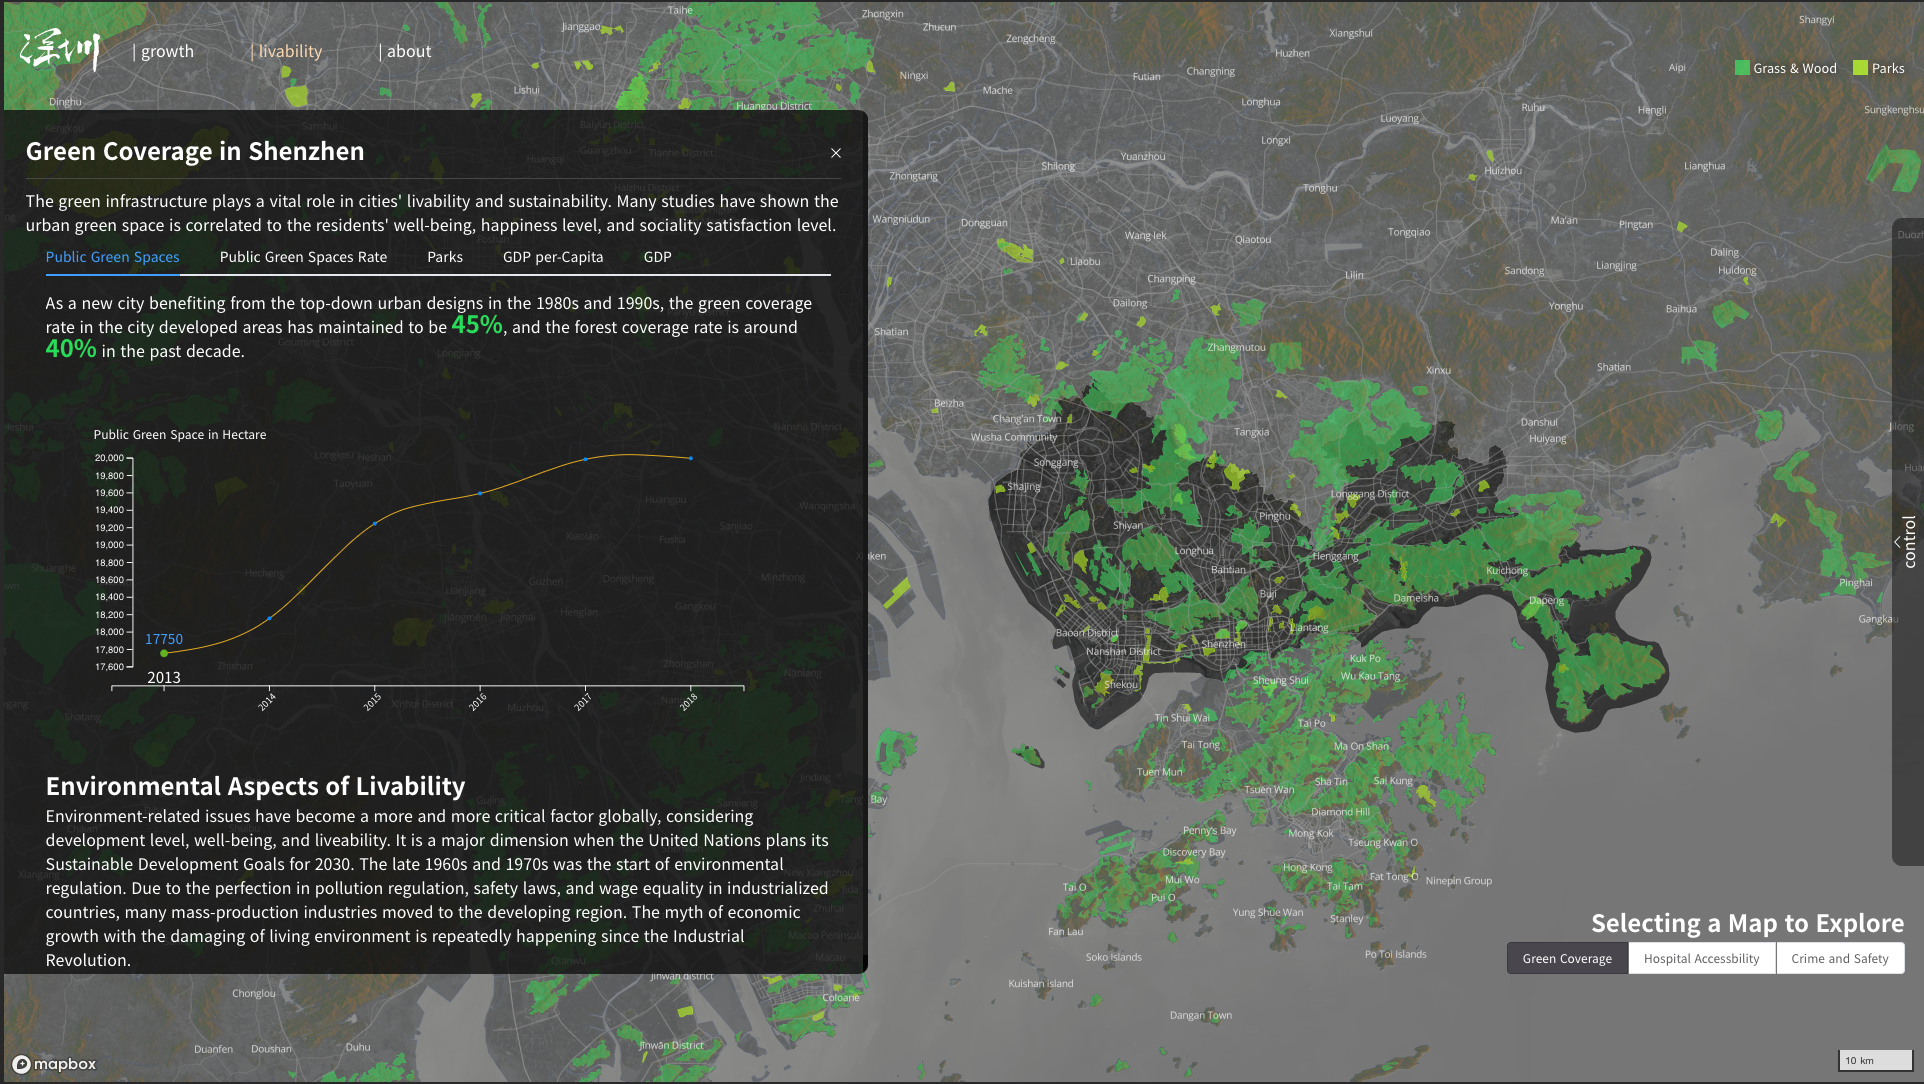 深圳
| growth
| livability
| about
Grass & Wood
Parks
Green Coverage in Shenzhen
×
The green infrastructure plays a vital role in cities' livability and sustainability. Many studies have shown the
urban green space is correlated to the residents' well-being, happiness level, and sociality satisfaction level.
Public Green Spaces
Public Green Spaces Rate
Parks
GDP per-Capita
GDP
As a new city benefiting from the top-down urban designs in the 1980s and 1990s, the green coverage
rate in the city developed areas has maintained to be 45%, and the forest coverage rate is around
40% in the past decade.
Public Green Space in Hectare
20,000
19,800
19,600
19,400
19,200
19,000
18,800
18,600
18,400
18,200
18,000
17,800
17,600
17750
2013
2014
2015
2016
2017
2018
Environmental Aspects of Livability
Environment-related issues have become a more and more critical factor globally, considering
development level, well-being, and liveability. It is a major dimension when the United Nations plans its
Sustainable Development Goals for 2030. The late 1960s and 1970s was the start of environmental
regulation. Due to the perfection in pollution regulation, safety laws, and wage equality in industrialized
countries, many mass-production industries moved to the developing region. The myth of economic
growth with the damaging of living environment is repeatedly happening since the Industrial
Revolution.
Taihe
Jianggao
Lishui
Dinghu
Huangpu District
Zhongxin
Zhucun
Zengcheng
Xiangshui
Shangyi
Huzhen
Aipi
Ningxi
Futian
Changning
Mache
Longhua
Ruhu
Hengli
Sungkenghsu
Luoyang
Longxi
Yuanzhou
Shilong
Lianghua
Zhongtang
Huizhou
Tonghu
Wangniudun
Dongguan
Ma'an
Pingtan
Wang lek
Qiaotou
Tongqiao
Daling
Liaobu
Liangjing
Huidong
Changping
Lilin
Sandong
Dailong
Yonghu
Baihua
Shatian
Zhangmutou
Xinxu
Shatian
Beizha
Chang'an Town
Danshui
Wusha Community
Tangxia
Huiyang
Jilong
Songgang
Shajing
Longgang District
Pinghu
Shiyan
Longhua
Henggang
Bantian
Kuichong
Pinghai
Buji
Dameisha
Dapeng
Gangkau
Liantang
Baoan District
Nanshan District
Shenzhen
Kuk Po
Shekou
Sheung Shui
Wu Kau Tang
Tin Shui Wai
Tai Po
Tai Tong
Ma On Shan
Tuen Mun
Sha Tin
Sai Kung
Tsuen Wan
Bay
Diamond Hill
Penny's Bay
Mong Kok
Tseung Kwan O
Discovery Bay
Hong Kong
Mui Wo
Fat Tong O
Ninepin Group
Tai O
Tai Tam
Pui O
Yung Shue Wan
Stanley
Fan Lau
Soko Islands
Po Toi Islands
Kuishan island
Dangan Town
Jinwan district
Chonglou
Coloane
Duanfen
Doushan
Duhu
Jinwan District
control
Selecting a Map to Explore
Green Coverage
Hospital Accessbility
Crime and Safety
mapbox
10 km